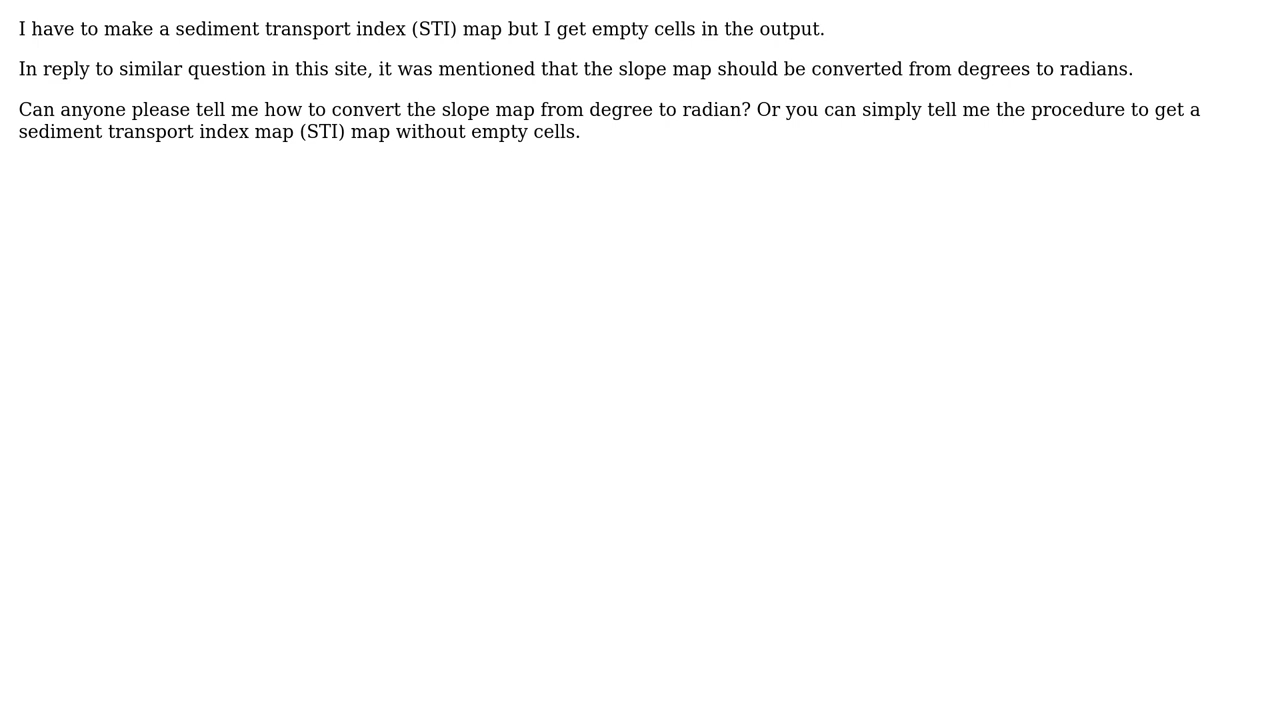 I have to make a sediment transport index (STI) map but I get empty cells in the output.
In reply to similar question in this site, it was mentioned that the slope map should be converted from degrees to radians.
Can anyone please tell me how to convert the slope map from degree to radian? Or you can simply tell me the procedure to get a
sediment transport index map (STI) map without empty cells.